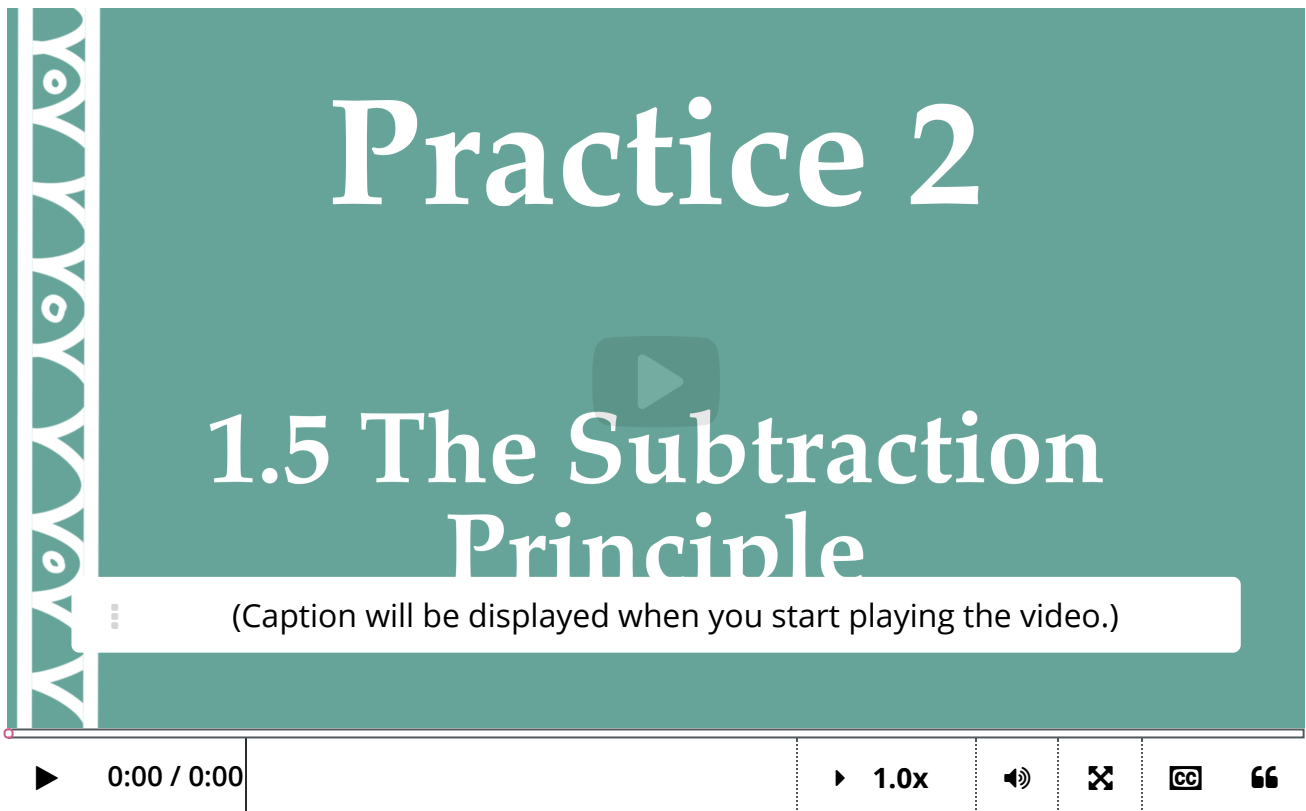 Practice 2
1.5 The Subtraction
Principle
(Caption will be displayed when you start playing the video.)
0:00 / 0:00
1.0x
CC